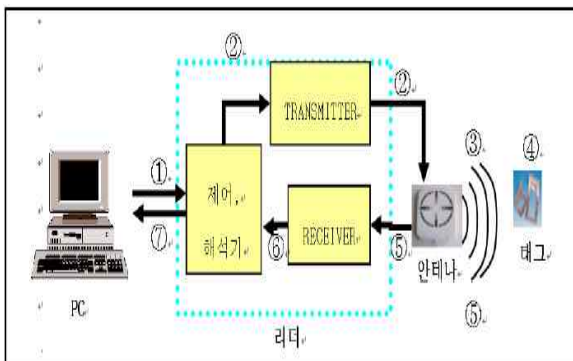 ②
TRANSMITTER
②
③
④
①
제어,
해석기
⑦
⑥
RECEIVER
⑤
안테나
태그
PC
리더
⑤